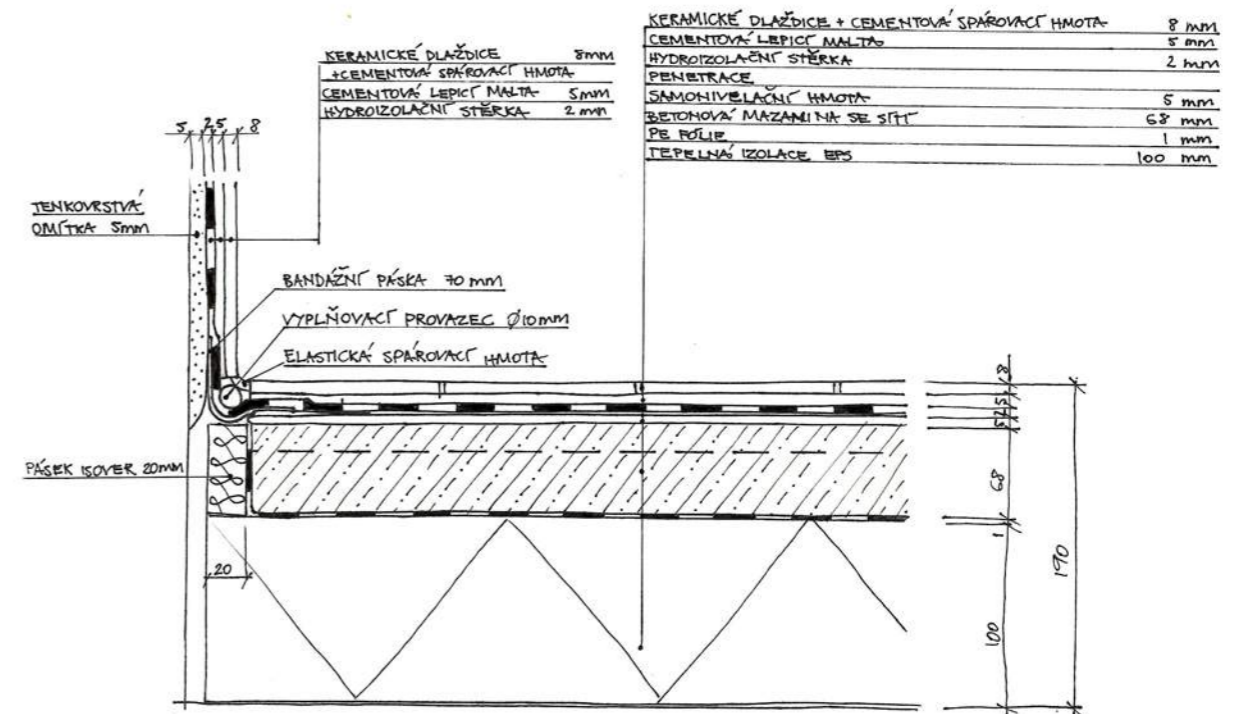 KERAMICKÉ DLAŽDICE + CEMENTOVÁ SPÁROVACÍ HMOTA 8 mm
CEMENTOVÁ LEPICÍ MALTA 5 mm
HYDROIZOLAČNÍ STĚRKA 2 mm
PENETRACE
SAMONIVELAČNÍ HMOTA 5 mm
BETONOVÁ MAZANINA SE SÍTÍ 68 mm
PE FOLIE 1 mm
TEPELNÁ IZOLACE EPS 100 mm
KERAMICKÉ DLAŽDICE 8mm
+CEMENTOVÁ SPÁROVACÍ HMOTA
CEMENTOVÁ LEPICÍ MALTA 5mm
HYDROIZOLAČNÍ STĚRKA 2 mm
5 2 5 8
TENKOVRSTVÁ
OMÍTKA 5mm
BANDÁŽNÍ PÁSKA 70 mm
VYPLŇOVACÍ PROVAZEC Ø10mm
ELASTICKÁ SPÁROVACÍ HMOTA
PÁSEK ISOVER 20mm
20
8
5
2
5
68
1
100
190